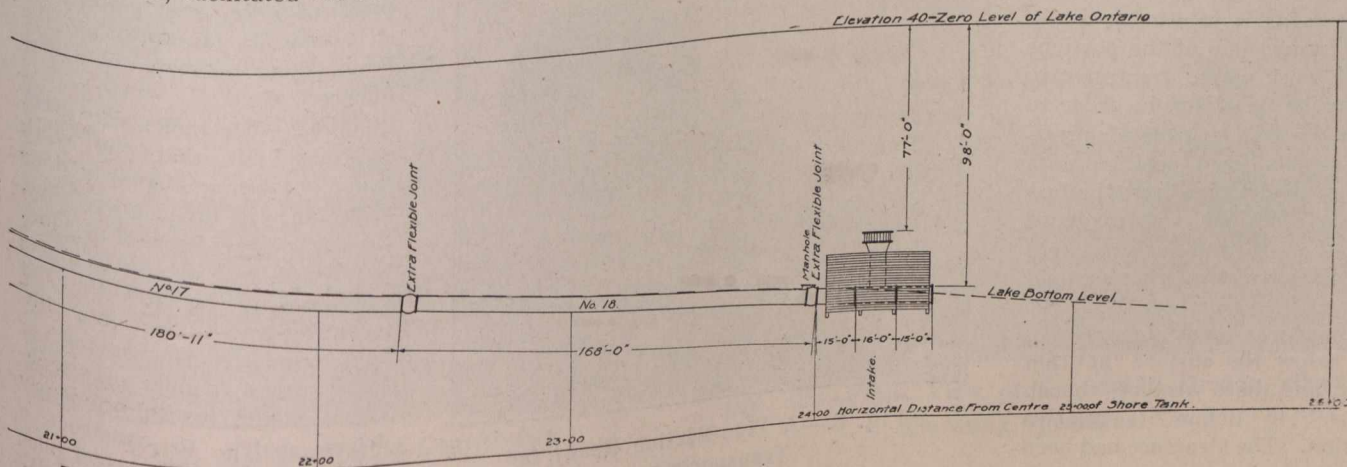 Elevation 40-Zero Level of Lake Ontario
77'-0"
98'-0"
Extra Flexible Joint
Manhole
Extra Flexible Joint
No 17
No. 18.
Lake Bottom Level
180'-11"
168'-0"
15'-0" 16'-0" 15'-0"
Intake.
21+00
22+00
23+00
24+00 Horizontal Distance From Centre 25+00 of Shore Tank.
26+00